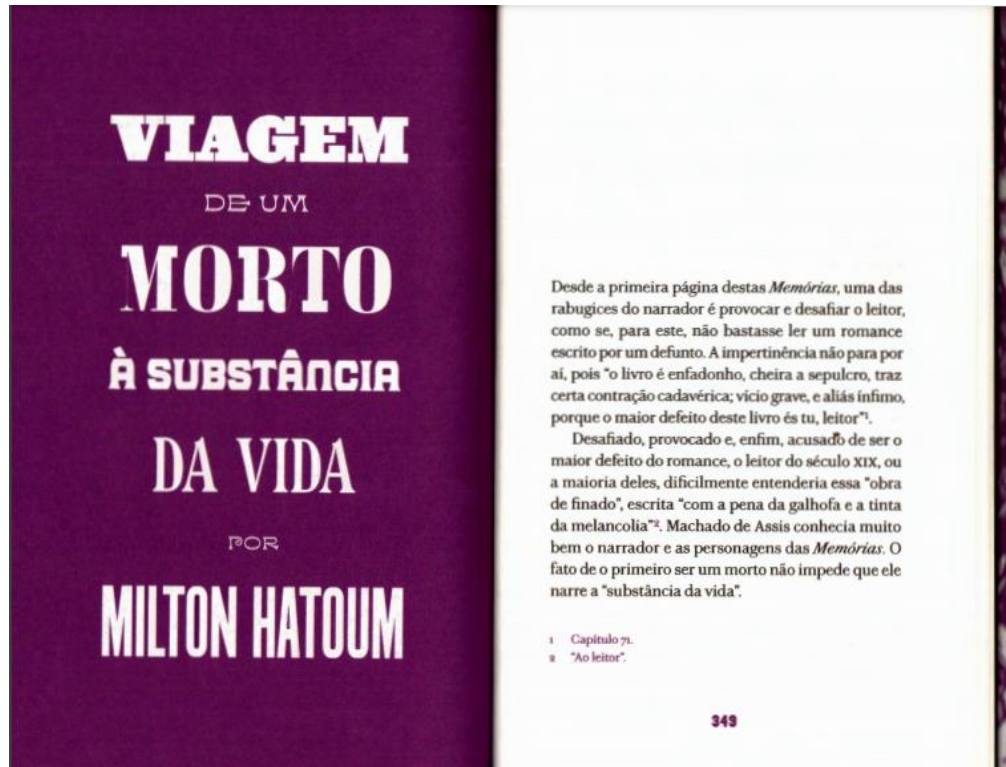 VIAGEM
DE UM
MORTO
À SUBSTÂNCIA
DA VIDA
POR
MILTON HATOUM
Desde a primeira página destas Memórias, uma das
rabugices do narrador é provocar e desafiar o leitor,
como se, para este, não bastasse ler um romance
escrito por um defunto. A impertinência não para por
aí, pois “o livro é enfadonho, cheira a sepulcro, traz
certa contração cadavérica; vício grave, e aliás ínfimo,
porque o maior defeito deste livro és tu, leitor”¹.
Desafiado, provocado e, enfim, acusado de ser o
maior defeito do romance, o leitor do século XIX, ou
a maioria deles, dificilmente entenderia essa “obra
de finado”, escrita “com a pena da galhofa e a tinta
da melancolia”². Machado de Assis conhecia muito
bem o narrador e as personagens das Memórias. O
fato de o primeiro ser um morto não impede que ele
narre a “substância da vida”.
1 Capítulo 71.
2 “Ao leitor”.
349